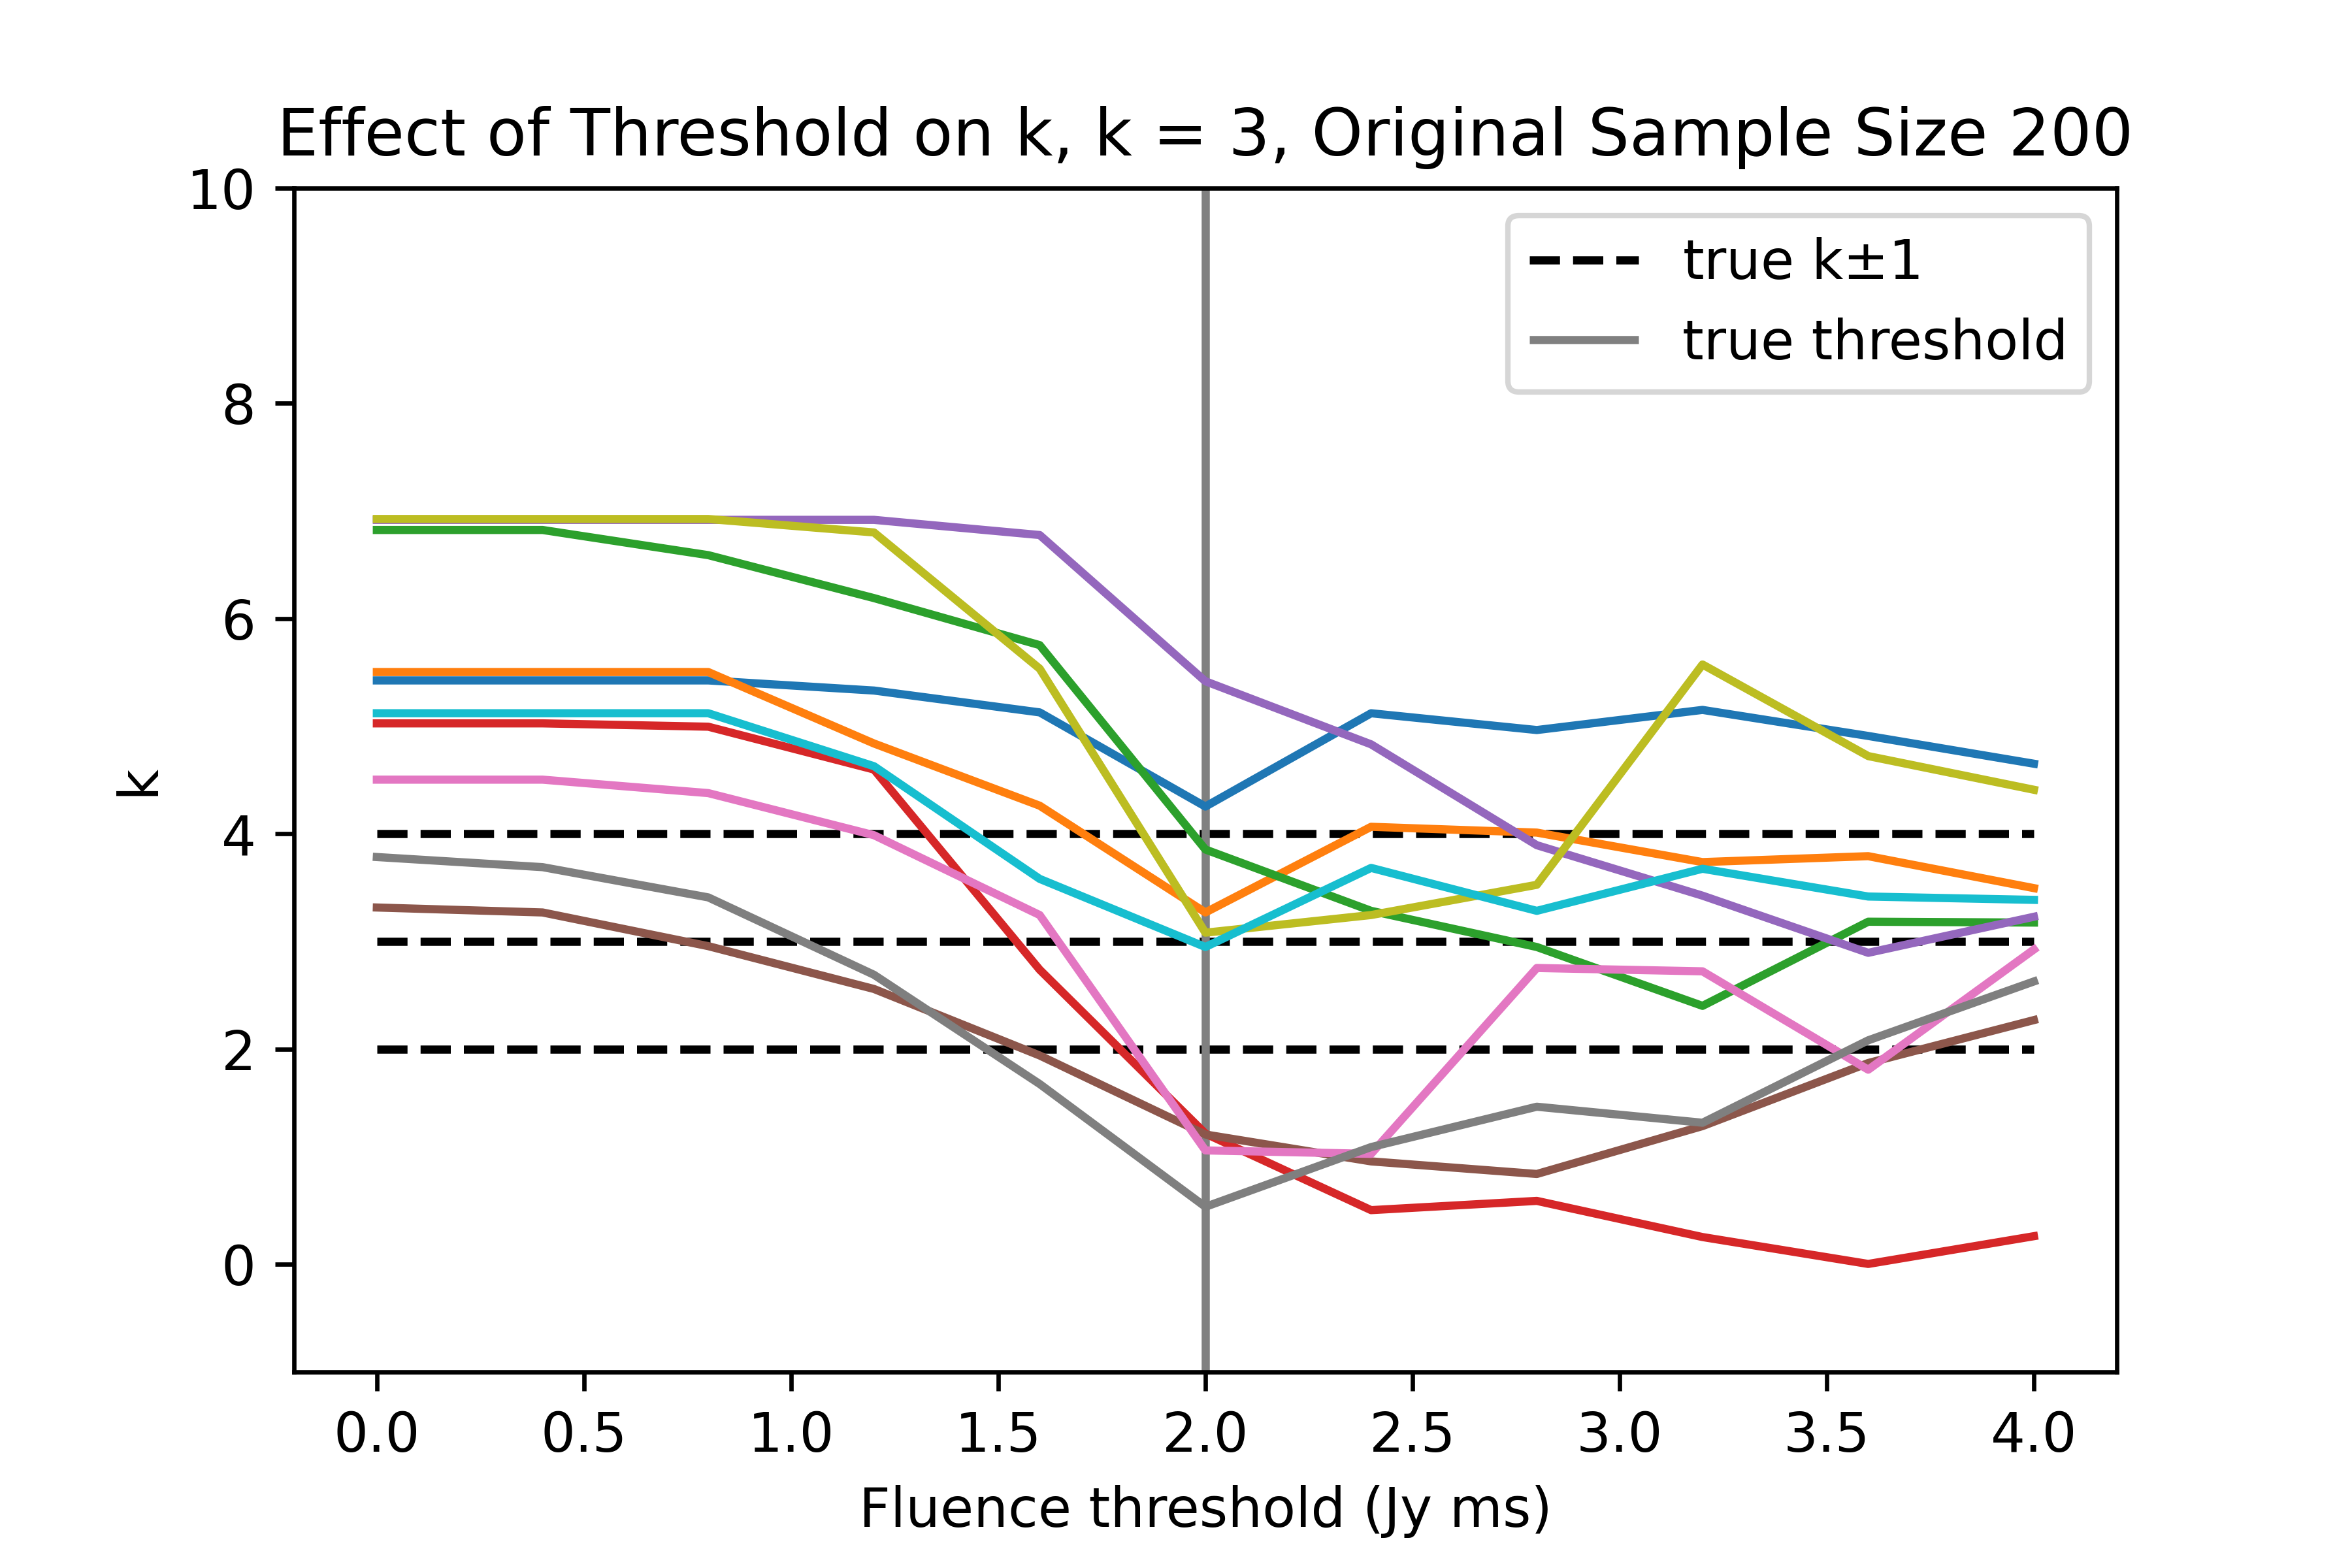 Effect of Threshold on k, k = 3, Original Sample Size 200
10
8
6
4
2
0
k
true k±1
true threshold
0.0 0.5 1.0 1.5 2.0 2.5 3.0 3.5 4.0
Fluence threshold (Jy ms)